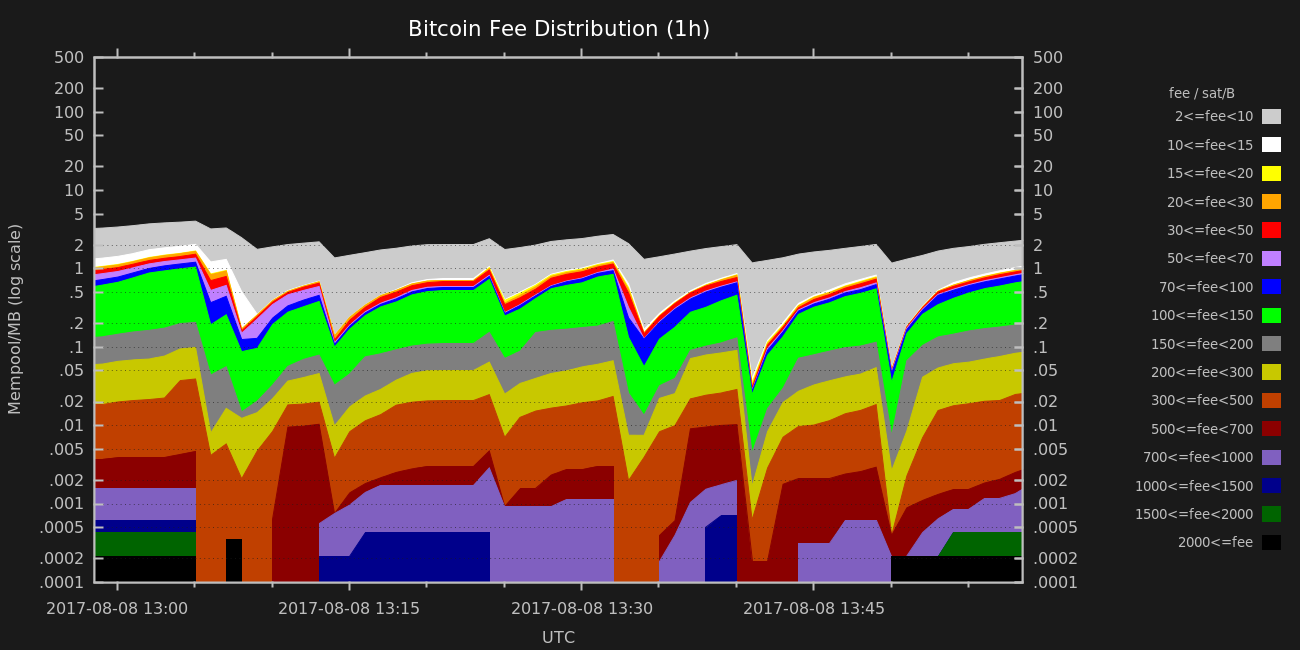 Bitcoin Fee Distribution (1h)
500 500
200 200
100 100
50 50
20 20
10 10
5 5
2 2
1 1
.5 .5
.2 .2
.1 .1
.05 .05
.02 .02
.01 .01
.005 .005
.002 .002
.001 .001
.0005 .0005
.0002 .0002
.0001 .0001
Mempool/MB (log scale)
2017-08-08 13:00 2017-08-08 13:15 2017-08-08 13:30 2017-08-08 13:45
UTC
fee / sat/B
2<=fee<10
10<=fee<15
15<=fee<20
20<=fee<30
30<=fee<50
50<=fee<70
70<=fee<100
100<=fee<150
150<=fee<200
200<=fee<300
300<=fee<500
500<=fee<700
700<=fee<1000
1000<=fee<1500
1500<=fee<2000
2000<=fee